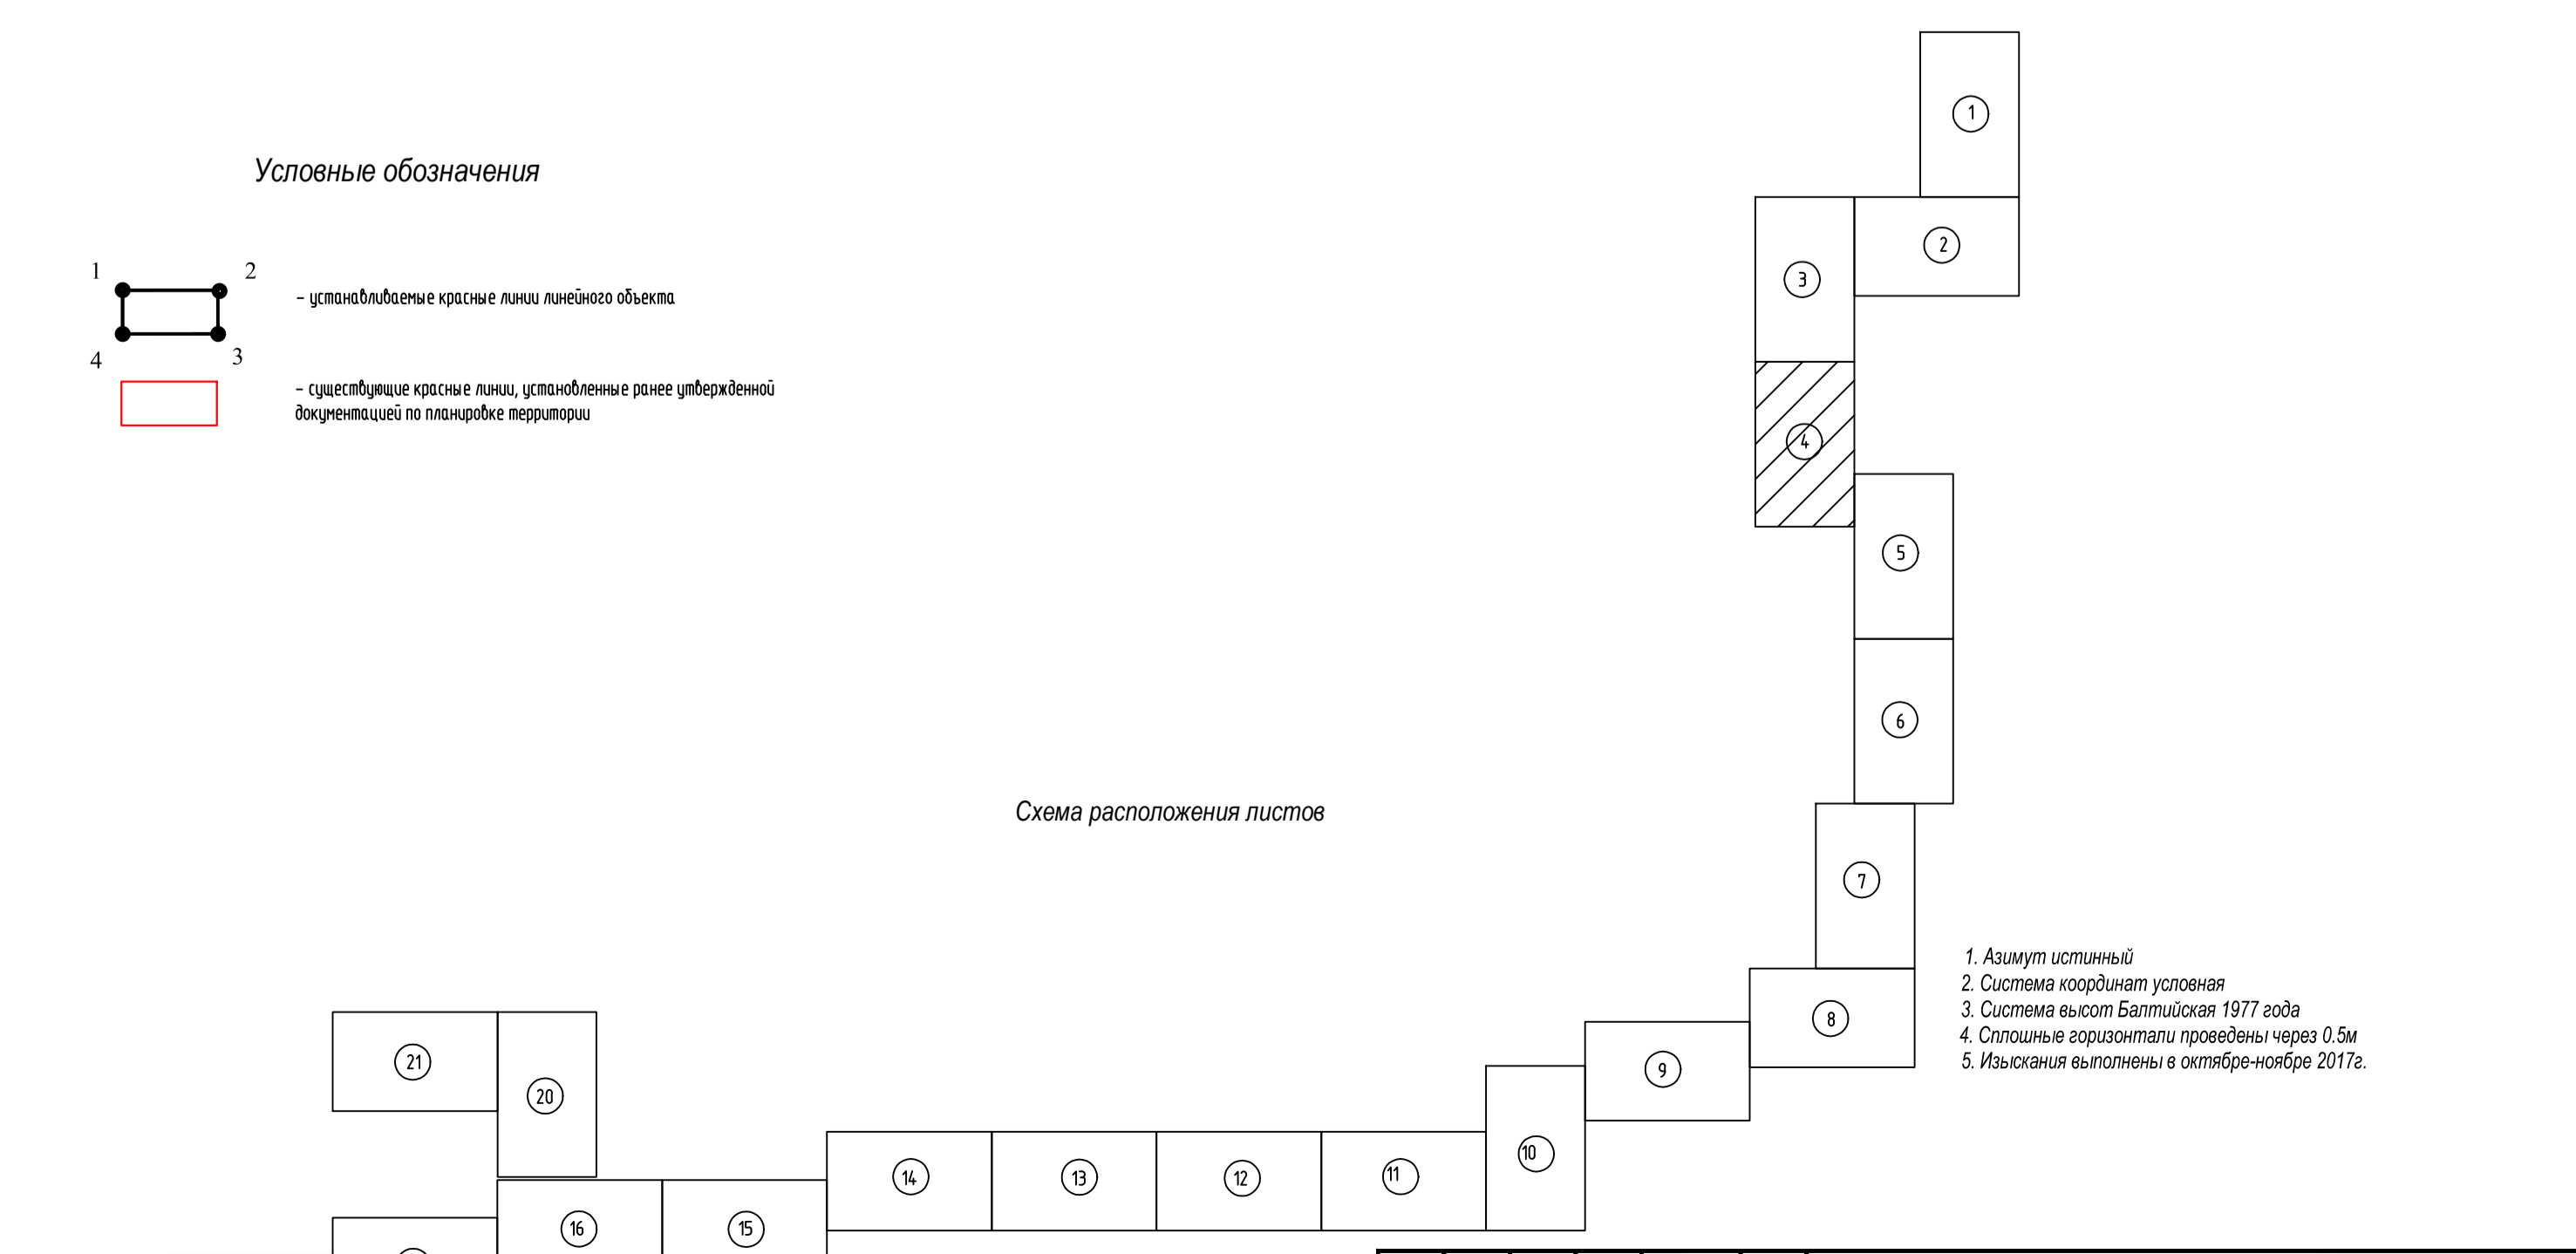 Условные обозначения
1
2
4
3
– устанавливаемые красные линии линейного объекта
– существующие красные линии, установленные ранее утвержденной
документацией по планировке территории
1
2
3
4
5
6
Схема расположения листов
7
1. Азимут истинный
2. Система координат условная
3. Система высот Балтийская 1977 года
4. Сплошные горизонтали проведены через 0.5м
5. Изыскания выполнены в октябре-ноябре 2017г.
8
9
21
20
10
14
13
12
11
16
15